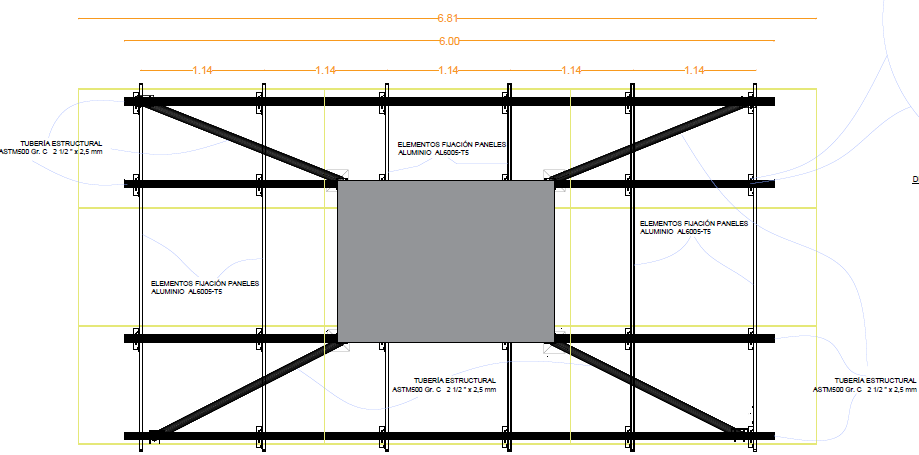 6.81
6.00
1.14 1.14 1.14 1.14 1.14
TUBERÍA ESTRUCTURAL
ASTM500 Gr. C 2 1/2 " x 2,5 mm
ELEMENTOS FIJACIÓN PANELES
ALUMINIO AL6005-T5
D
ELEMENTOS FIJACIÓN PANELES
ALUMINIO AL6005-T5
ELEMENTOS FIJACIÓN PANELES
ALUMINIO AL6005-T5
TUBERÍA ESTRUCTURAL
ASTM500 Gr. C 2 1/2 " x 2,5 mm
TUBERÍA ESTRUCTURAL
ASTM500 Gr. C 2 1/2 " x 2,5 mm